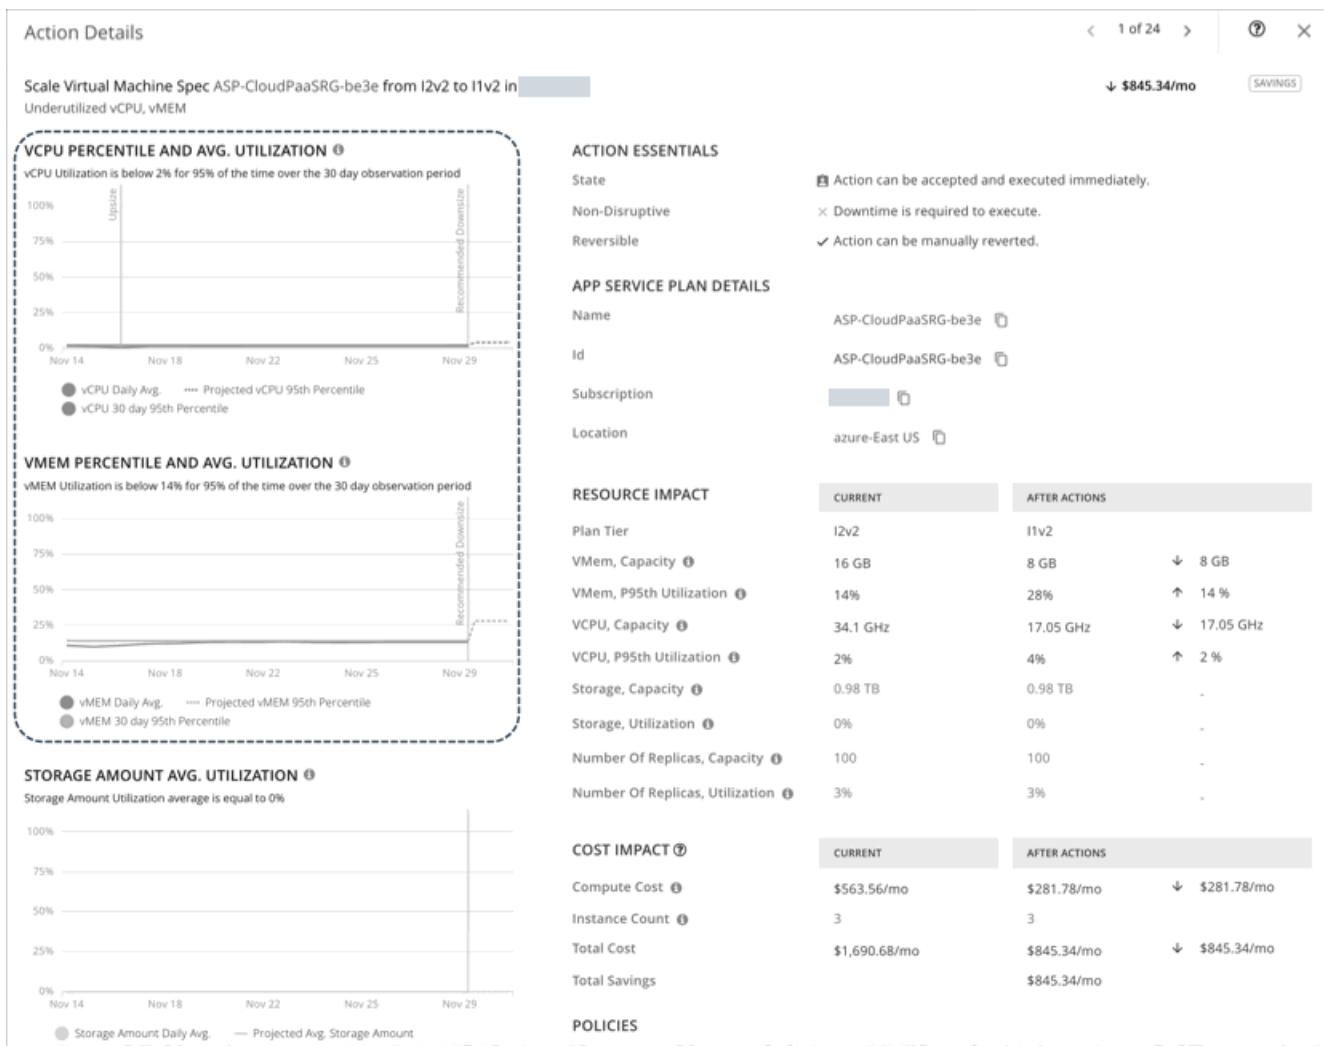 Action Details
1 of 24
Scale Virtual Machine Spec ASP-CloudPaaSRG-be3e from I2v2 to I1v2 in
$845.34/mo
SAVINGS
Underutilized vCPU, vMEM
VCPU PERCENTILE AND AVG. UTILIZATION
vCPU Utilization is below 2% for 95% of the time over the 30 day observation period
Upsize
Recommended Downsize
100%
75%
50%
25%
0%
Nov 14 Nov 18 Nov 22 Nov 25 Nov 29
vCPU Daily Avg. Projected vCPU 95th Percentile
vCPU 30 day 95th Percentile
VMEM PERCENTILE AND AVG. UTILIZATION
vMEM Utilization is below 14% for 95% of the time over the 30 day observation period
Recommended Downsize
100%
75%
50%
25%
0%
Nov 14 Nov 18 Nov 22 Nov 25 Nov 29
vMEM Daily Avg. Projected vMEM 95th Percentile
vMEM 30 day 95th Percentile
STORAGE AMOUNT AVG. UTILIZATION
Storage Amount Utilization average is equal to 0%
100%
75%
50%
25%
0%
Nov 14 Nov 18 Nov 22 Nov 25 Nov 29
Storage Amount Daily Avg. Projected Avg. Storage Amount
ACTION ESSENTIALS
State Action can be accepted and executed immediately.
Non-Disruptive Downtime is required to execute.
Reversible Action can be manually reverted.
APP SERVICE PLAN DETAILS
Name ASP-CloudPaaSRG-be3e
Id ASP-CloudPaaSRG-be3e
Subscription
Location azure-East US
RESOURCE IMPACT CURRENT AFTER ACTIONS
Plan Tier I2v2 I1v2
VMem, Capacity 16 GB 8 GB 8 GB
VMem, P95th Utilization 14% 28% 14 %
VCPU, Capacity 34.1 GHz 17.05 GHz 17.05 GHz
VCPU, P95th Utilization 2% 4% 2 %
Storage, Capacity 0.98 TB 0.98 TB -
Storage, Utilization 0% 0% -
Number Of Replicas, Capacity 100 100 -
Number Of Replicas, Utilization 3% 3% -
COST IMPACT CURRENT AFTER ACTIONS
Compute Cost $563.56/mo $281.78/mo $281.78/mo
Instance Count 3 3
Total Cost $1,690.68/mo $845.34/mo $845.34/mo
Total Savings $845.34/mo
POLICIES